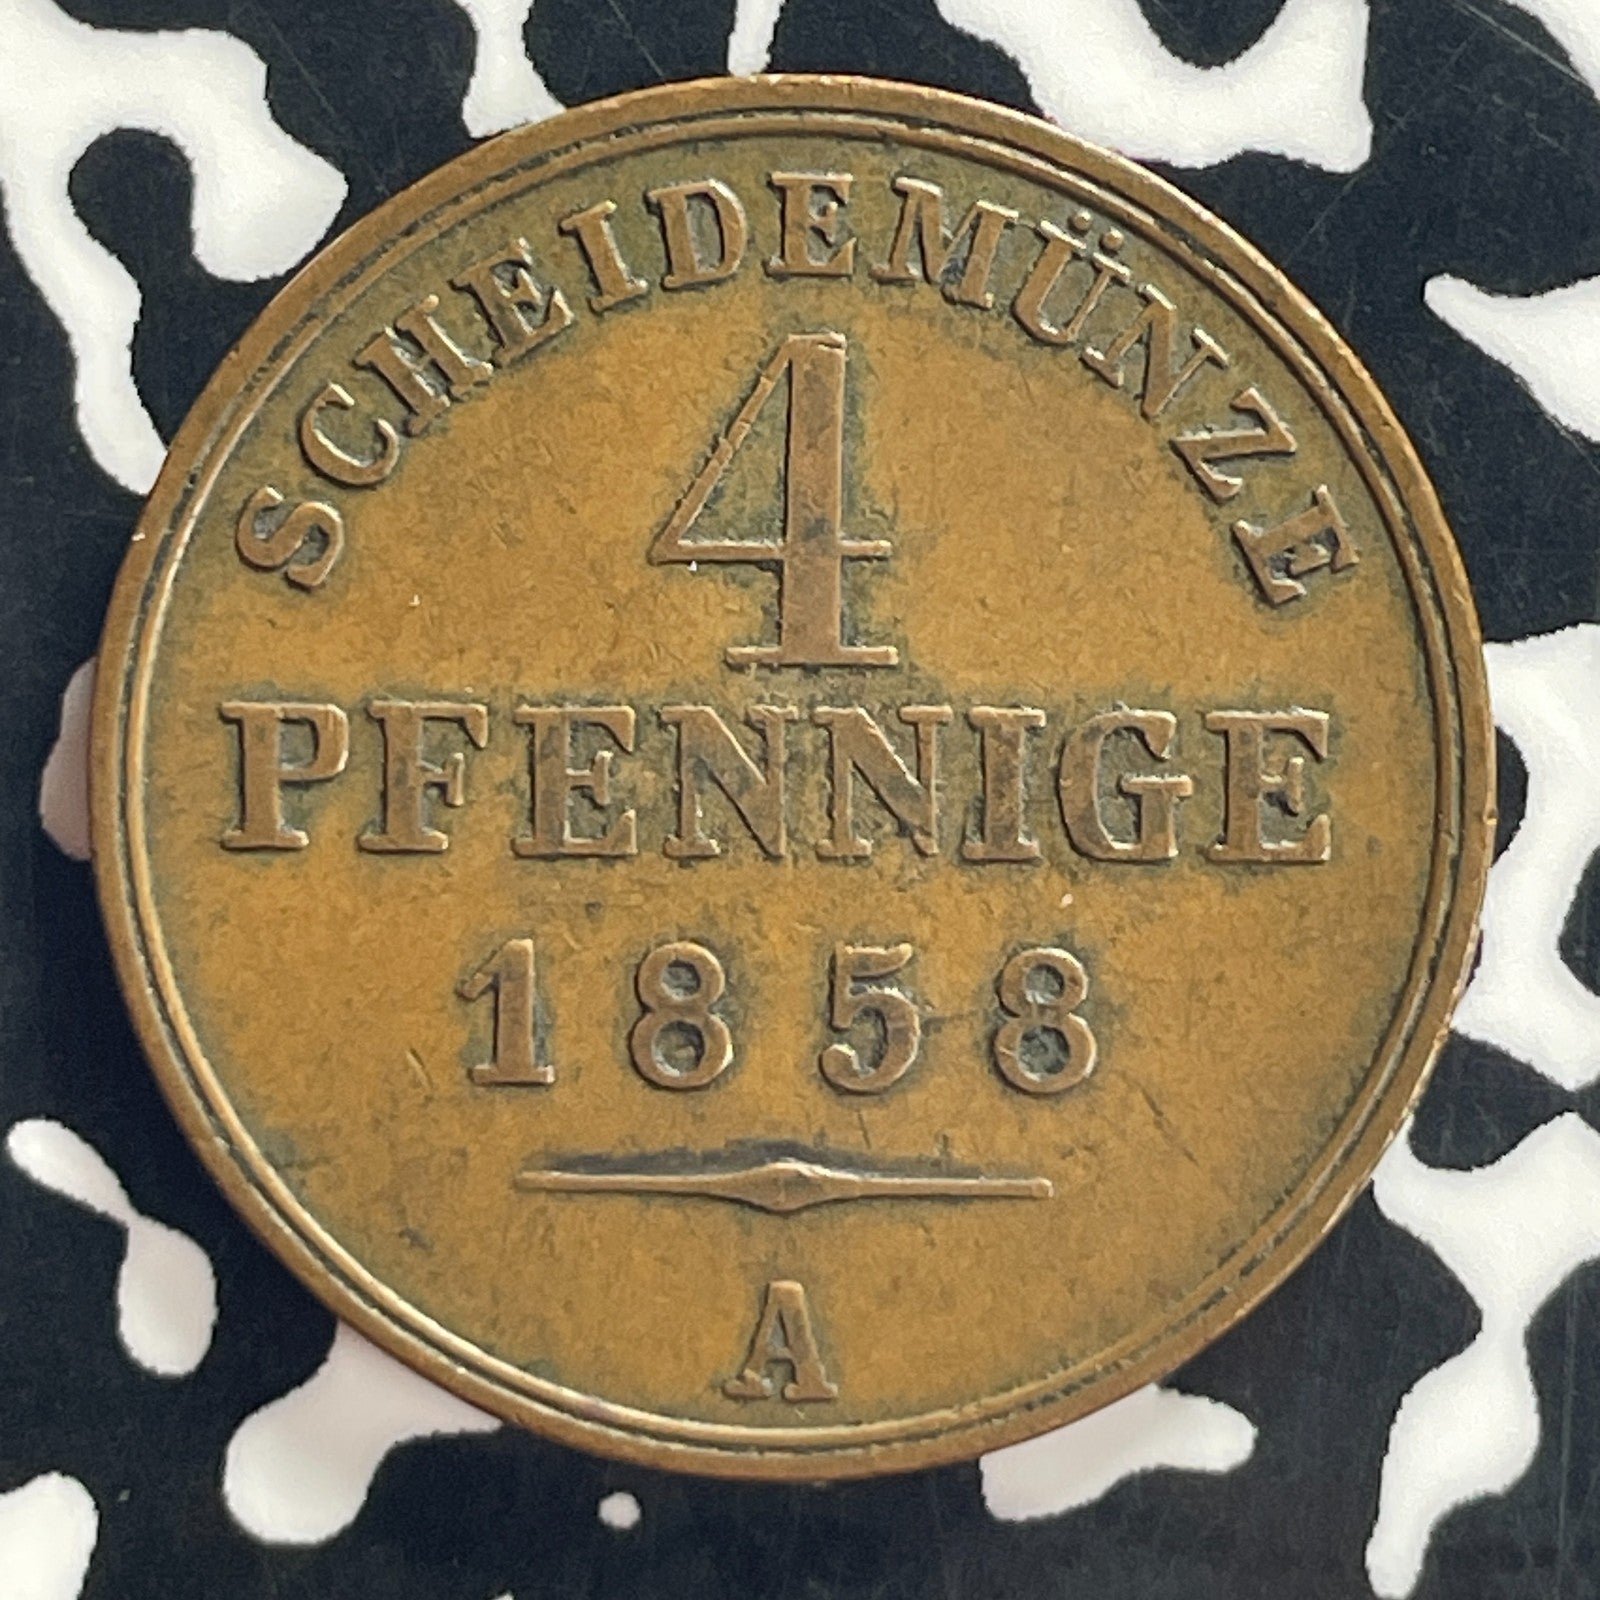 SCHEIDEMÜNZE
4
PFENNIGE
1858
A